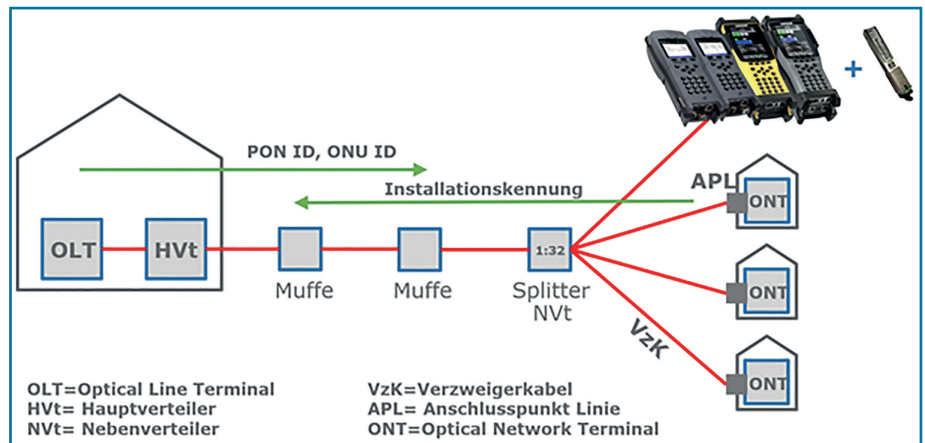 +
PON ID, ONU ID
Installationskennung
APL
ONT
OLT
HVt
1:32
Muffe
Muffe
Splitter
NVt
ONT
VzK
ONT
OLT=Optical Line Terminal
HVt= Hauptverteiler
NVt= Nebenverteiler
VzK=Verzweigerkabel
APL= Anschlusspunkt Linie
ONT=Optical Network Terminal